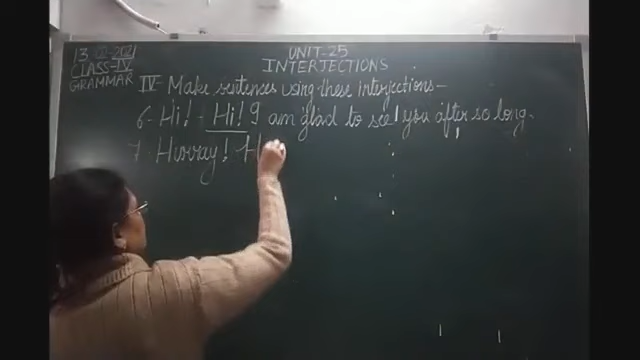 13 2021 UNIT-25
CLASS-IV INTERJECTIONS
GRAMMAR IV- Make sentences using these interjections-
6- Hi! - Hi! I am glad to see you after so long.
7. Hurray! H